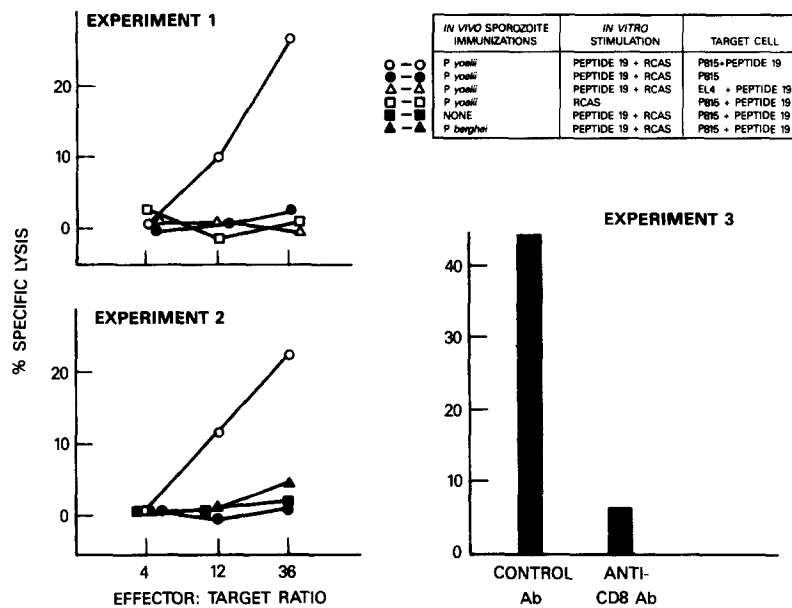 EXPERIMENT 1
20
10
0
% SPECIFIC LYSIS
EXPERIMENT 2
20
10
0
4 12 36
EFFECTOR: TARGET RATIO
IN VIVO SPOROZOITE IMMUNIZATIONS IN VITRO STIMULATION TARGET CELL
P yoelii PEPTIDE 19 + RCAS P815+PEPTIDE 19
P yoelii PEPTIDE 19 + RCAS P815
P yoelii PEPTIDE 19 + RCAS EL4 + PEPTIDE 19
P yoelii RCAS P815 + PEPTIDE 19
NONE PEPTIDE 19 + RCAS P815 + PEPTIDE 19
P berghei PEPTIDE 19 + RCAS P815 + PEPTIDE 19
EXPERIMENT 3
40
30
20
10
0
CONTROL Ab
ANTI-CD8 Ab